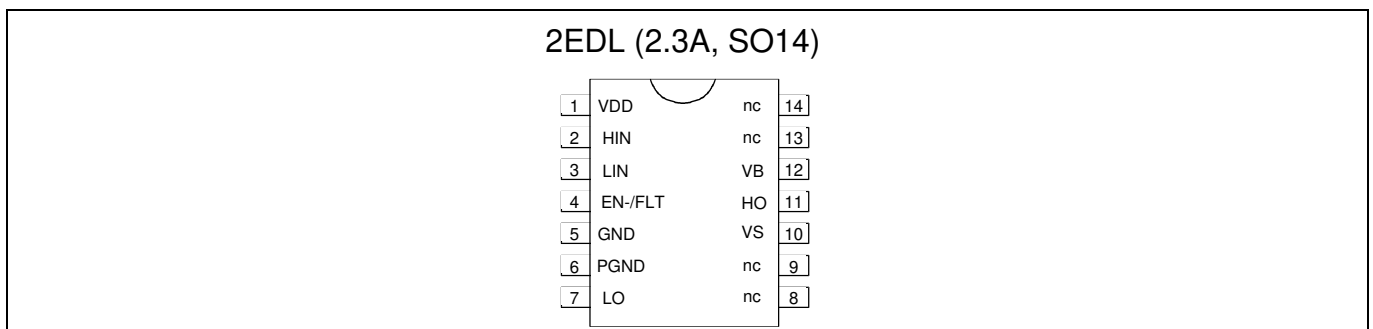 2EDL (2.3A, SO14)
1 VDD nc 14
2 HIN nc 13
3 LIN VB 12
4 EN-/FLT HO 11
5 GND VS 10
6 PGND nc 9
7 LO nc 8